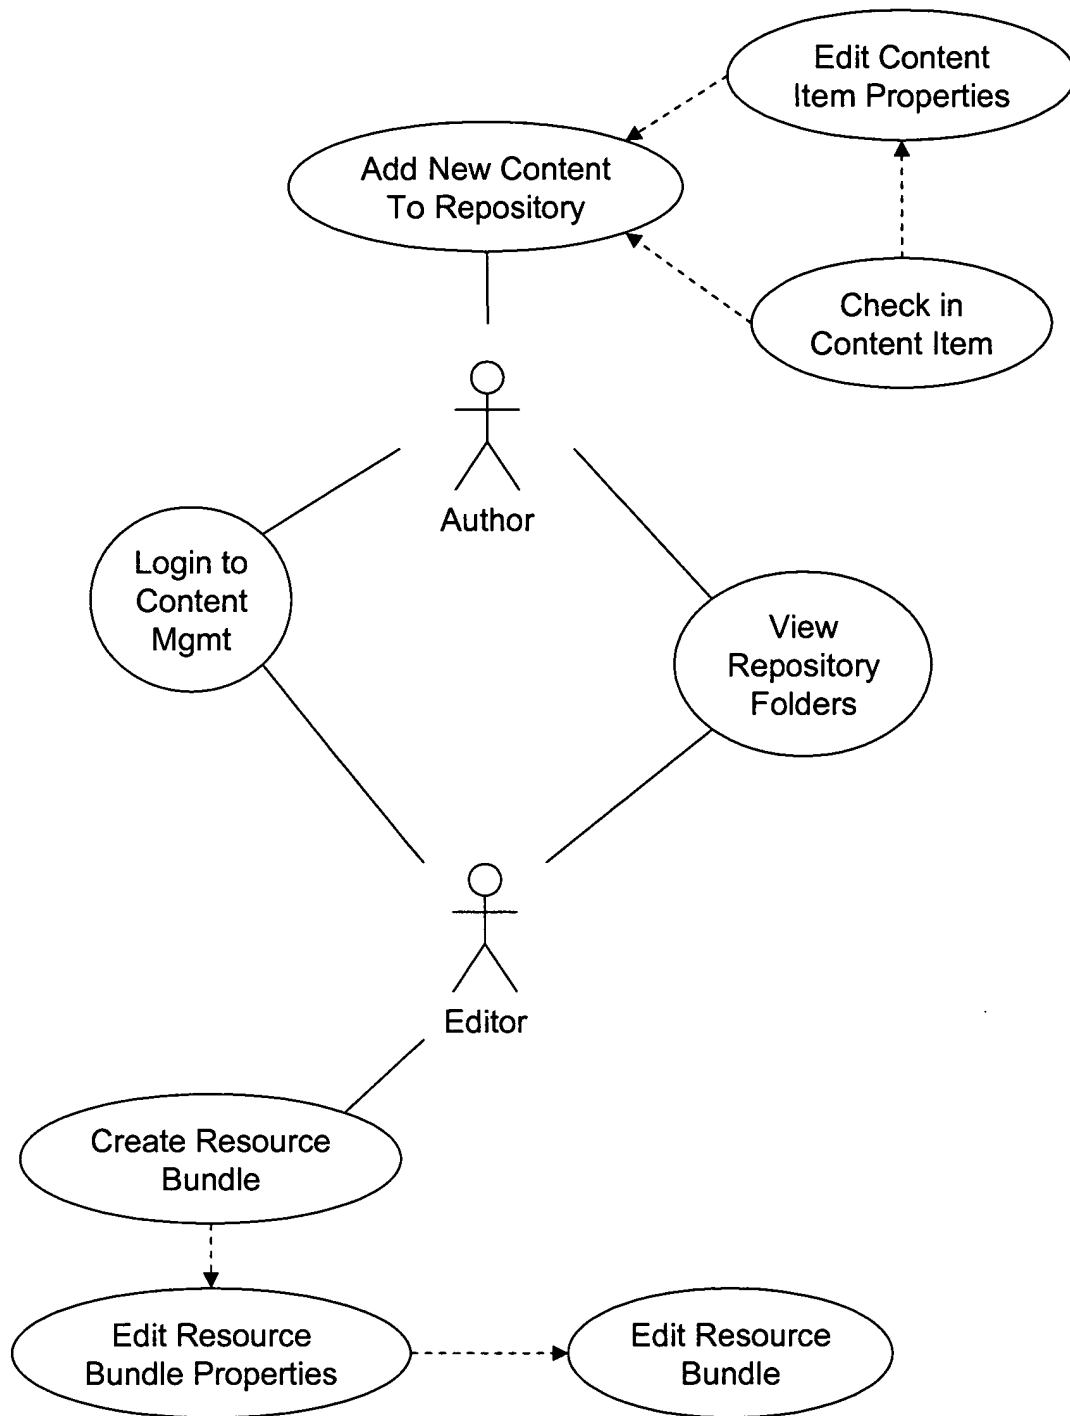 Edit Content
Item Properties
Add New Content
To Repository
Check in
Content Item
Author
Login to
Content
Mgmt
View
Repository
Folders
Editor
Create Resource
Bundle
Edit Resource
Bundle Properties
Edit Resource
Bundle